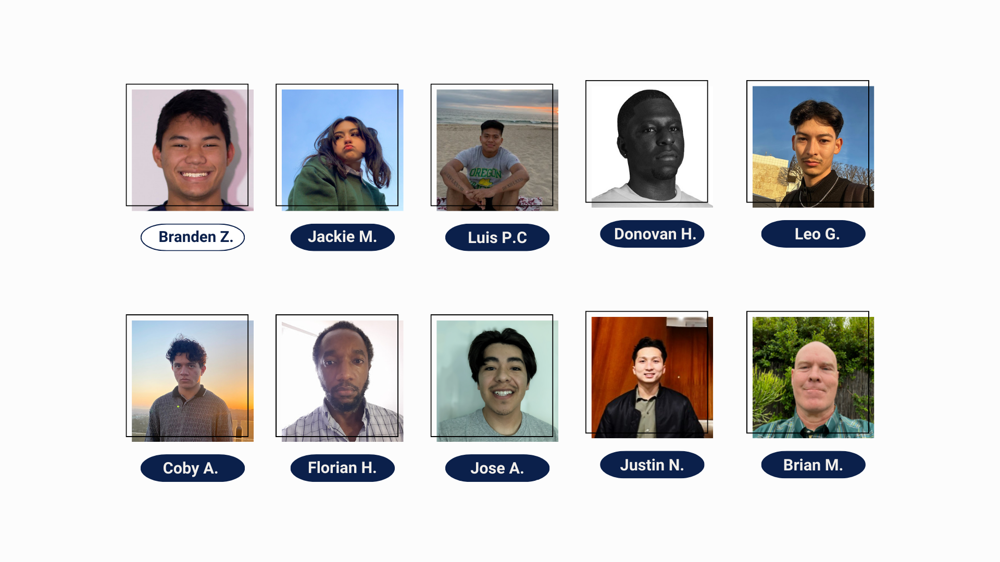 OREGON
Branden Z.
Jackie M.
Luis P.C
Donovan H.
Leo G.
Coby A.
Florian H.
Jose A.
Justin N.
Brian M.